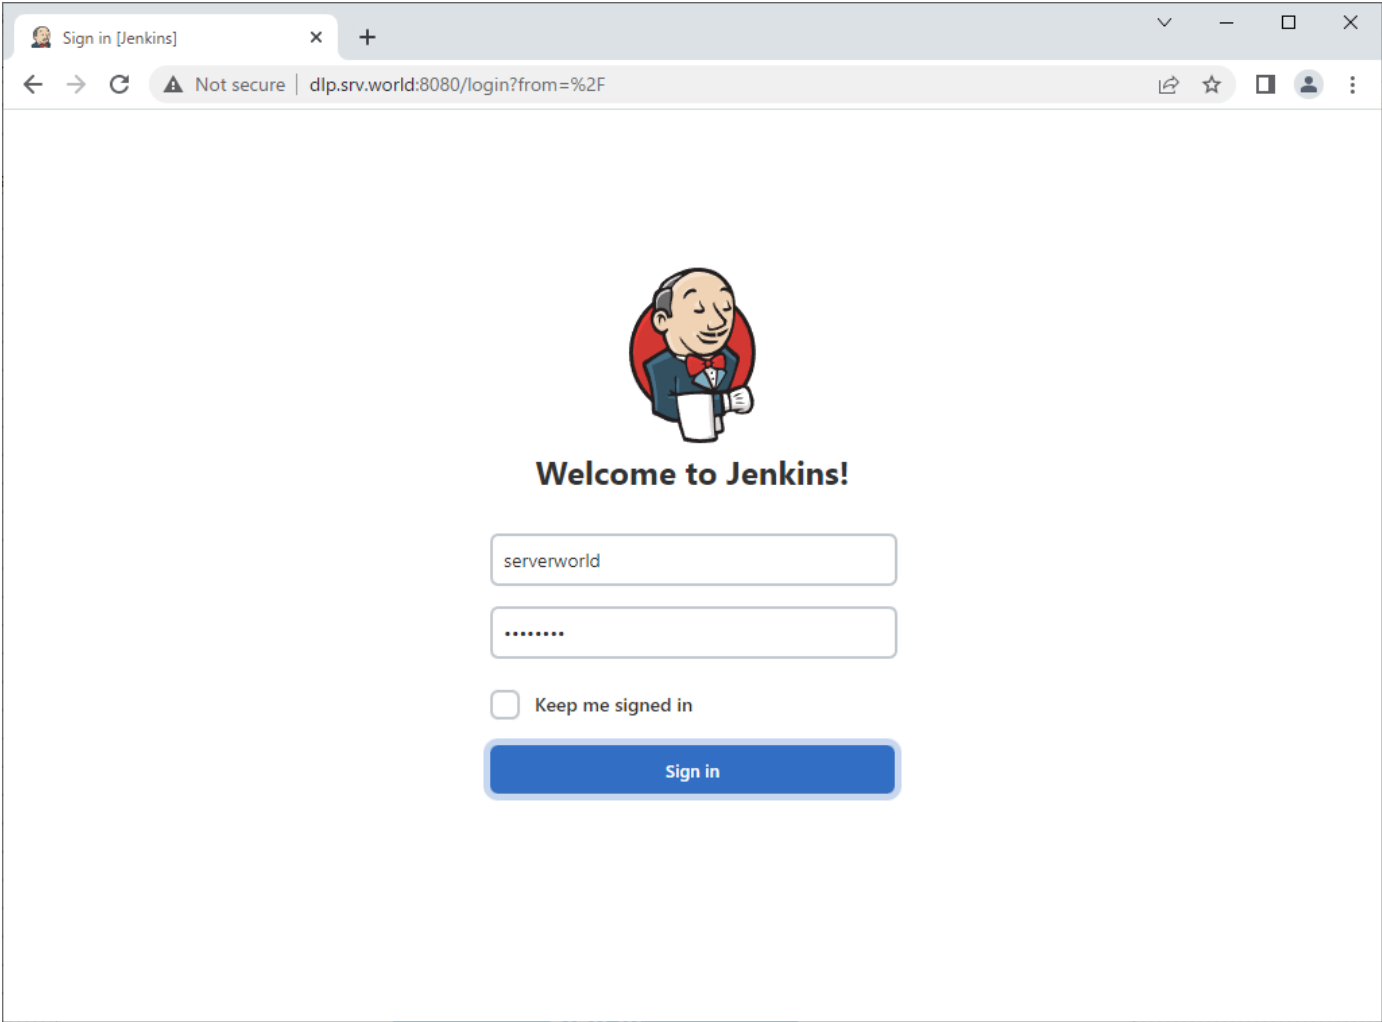 Sign in [Jenkins]
Not secure | dlp.srv.world:8080/login?from=%2F
Welcome to Jenkins!
serverworld
••••••••
Keep me signed in
Sign in